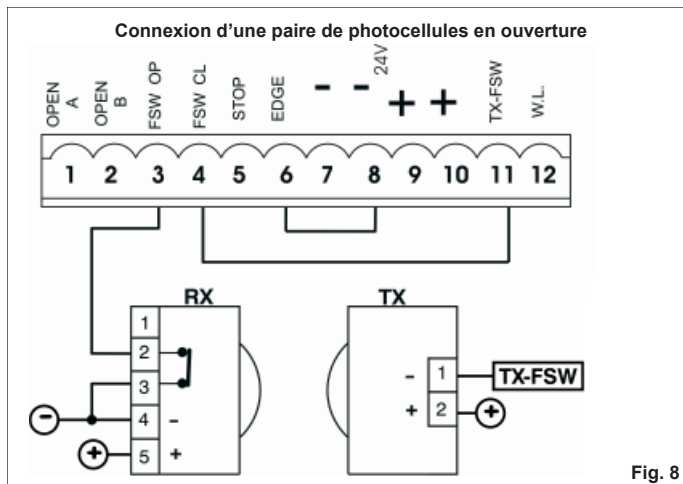 Connexion d'une paire de photocellules en ouverture
OPEN A
OPEN B
FSW OP
FSW CL
STOP
EDGE
-
-
24V
+
+
TX-FSW
W.L.
1 2 3 4 5 6 7 8 9 10 11 12
RX
1
2
3
4 -
5 +
-
+
TX
- 1
+ 2
TX-FSW
+
Fig. 8